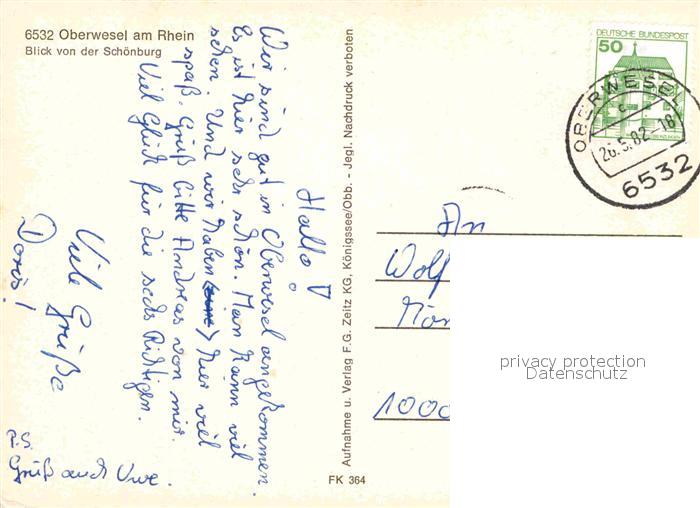 6532 Oberwesel am Rhein
Blick von der Schönburg
Hallo!
Wir sind gut in Oberwesel angekommen.
Es ist hier sehr schön. Man kann viel
sehen. Und wir haben hier viel
spaß. Gruß bitte Andreas von mir.
Viel Glück für die sechs Richtigen.
Viele Grüße
Doris!
P.S.
Gruß auch Uwe.
Aufnahme u. Verlag F.G. Zeitz KG, Königssee/Obb. - Jegl. Nachdruck verboten
FK 364
DEUTSCHE BUNDESPOST
50
OBERWESEL
c
26.5.82-18
6532
An
Wolf
1000
privacy protection
Datenschutz